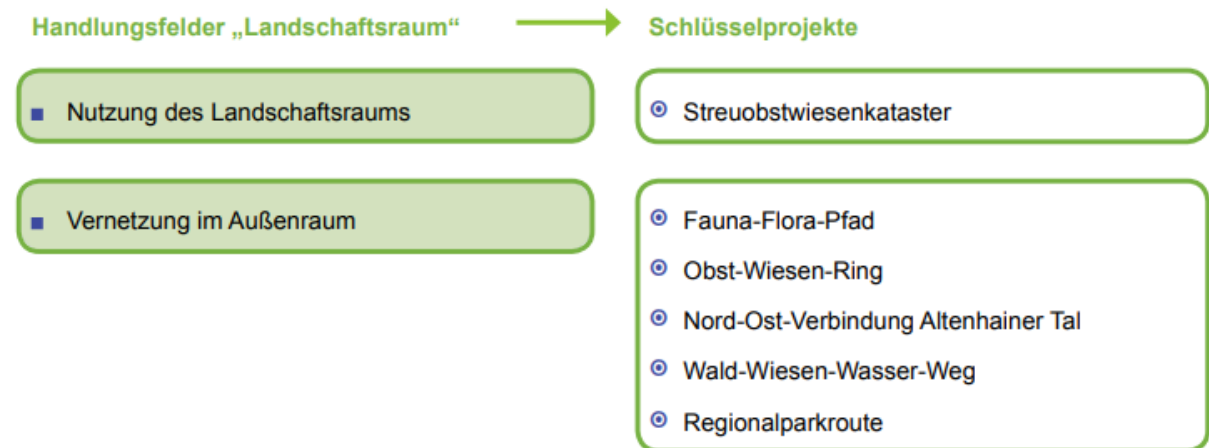 Handlungsfelder „Landschaftsraum“
Schlüsselprojekte
Nutzung des Landschaftsraums
Streuobstwiesenkataster
Vernetzung im Außenraum
Fauna-Flora-Pfad
Obst-Wiesen-Ring
Nord-Ost-Verbindung Altenhainer Tal
Wald-Wiesen-Wasser-Weg
Regionalparkroute